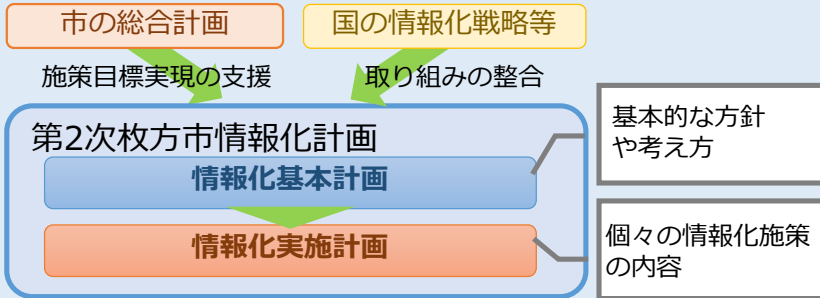 市の総合計画
国の情報化戦略等
施策目標実現の支援
取り組みの整合
第2次枚方市情報化計画
情報化基本計画
基本的な方針
や考え方
情報化実施計画
個々の情報化施策
の内容